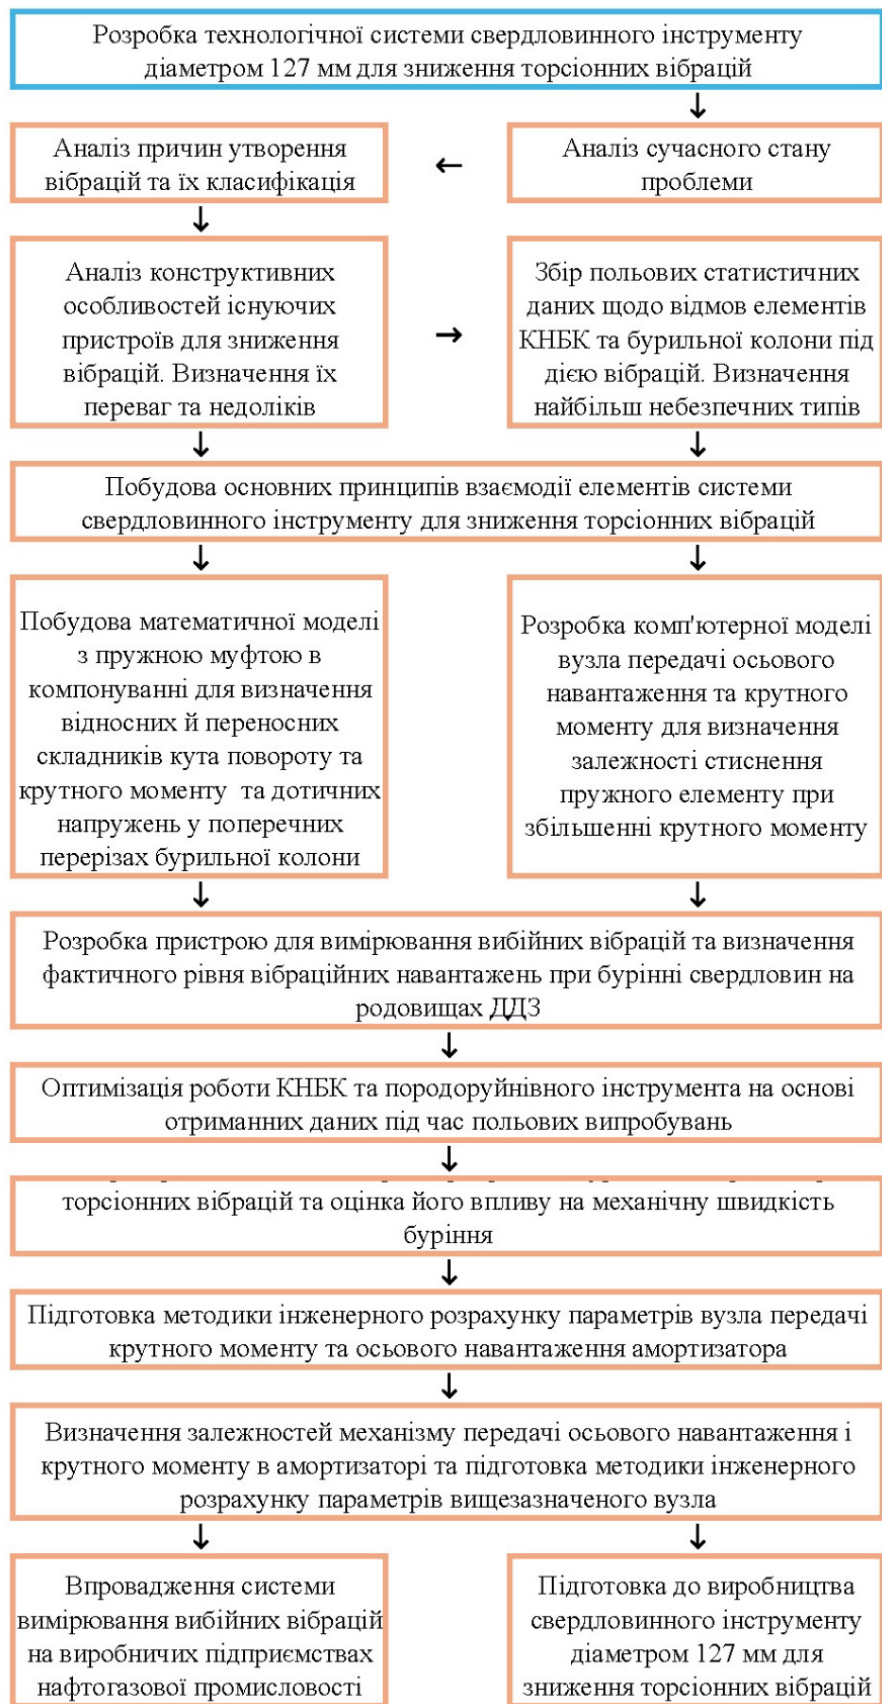 Розробка технологічної системи свердловинного інструменту
діаметром 127 мм для зниження торсіонних вібрацій
Аналіз причин утворення
вібрацій та їх класифікація
Аналіз сучасного стану
проблеми
Аналіз конструктивних
особливостей існуючих
пристроїв для зниження
вібрацій. Визначення їх
переваг та недоліків
Збір польових статистичних
даних щодо відмов елементів
КНБК та бурильної колони під
дією вібрацій. Визначення
найбільш небезпечних типів
Побудова основних принципів взаємодії елементів системи
свердловинного інструменту для зниження торсіонних вібрацій
Побудова математичної моделі
з пружною муфтою в
компонуванні для визначення
відносних й переносних
складників кута повороту та
крутного моменту та дотичних
напружень у поперечних
перерізах бурильної колони
Розробка комп'ютерної моделі
вузла передачі осьового
навантаження та крутного
моменту для визначення
залежності стиснення
пружного елементу при
збільшенні крутного моменту
Розробка пристрою для вимірювання вибійних вібрацій та визначення
фактичного рівня вібраційних навантажень при бурінні свердловин на
родовищах ДДЗ
Оптимізація роботи КНБК та породоруйнівного інструмента на основі
отриманних даних під час польових випробувань
торсіонних вібрацій та оцінка його впливу на механічну швидкість
буріння
Підготовка методики інженерного розрахунку параметрів вузла передачі
крутного моменту та осьового навантаження амортизатора
Визначення залежностей механізму передачі осьового навантаження і
крутного моменту в амортизаторі та підготовка методики інженерного
розрахунку параметрів вищезазначеного вузла
Впровадження системи
вимірювання вибійних вібрацій
на виробничих підприємствах
нафтогазової промисловості
Підготовка до виробництва
свердловинного інструменту
діаметром 127 мм для
зниження торсіонних вібрацій